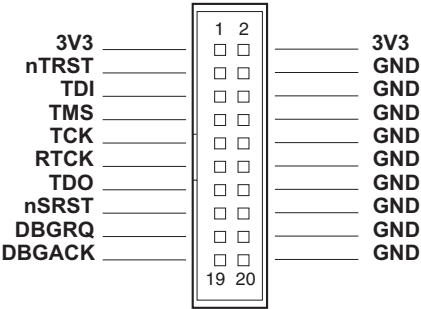 1 2
3V3 3V3
nTRST GND
TDI GND
TMS GND
TCK GND
RTCK GND
TDO GND
nSRST GND
DBGRQ GND
DBGACK GND
19 20